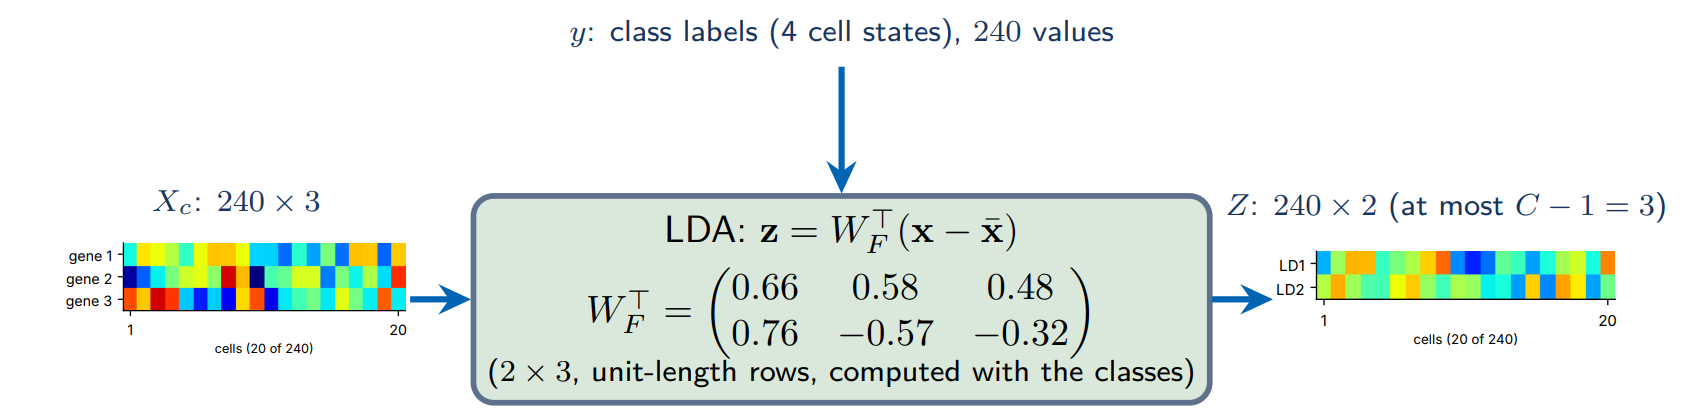 y: class labels (4 cell states), 240 values
X_c: 240 × 3
gene 1
gene 2
gene 3
1 20
cells (20 of 240)
LDA: z = W_F^⊤(x − x̄)
W_F^⊤ = (0.66 0.58 0.48
0.76 −0.57 −0.32)
(2 × 3, unit-length rows, computed with the classes)
Z: 240 × 2 (at most C − 1 = 3)
LD1
LD2
1 20
cells (20 of 240)